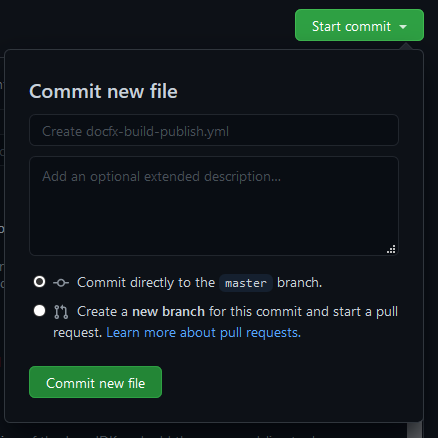 Start commit
Commit new file
Create docfx-build-publish.yml
Add an optional extended description...
Commit directly to the master branch.
Create a new branch for this commit and start a pull
request. Learn more about pull requests.
Commit new file